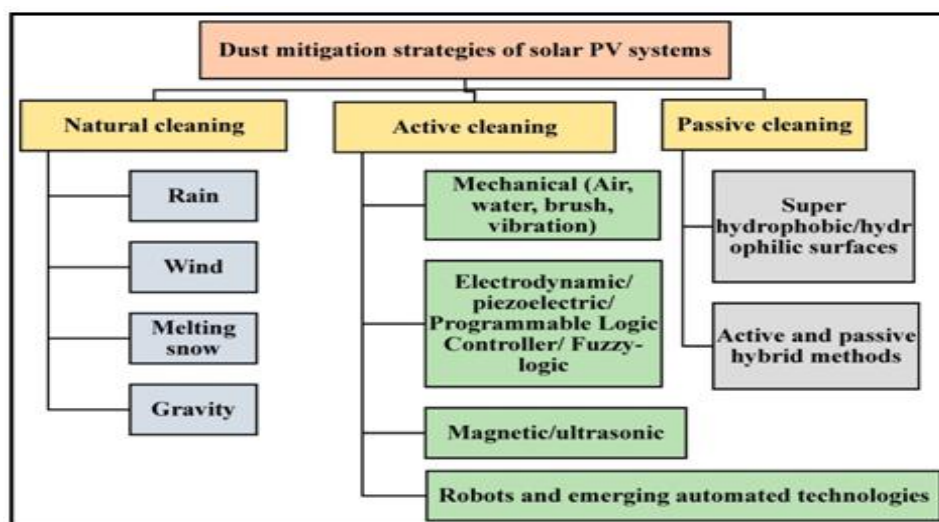 Dust mitigation strategies of solar PV systems
Natural cleaning
Rain
Wind
Melting
snow
Gravity
Active cleaning
Mechanical (Air,
water, brush,
vibration)
Electrodynamic/
piezoelectric/
Programmable Logic
Controller/ Fuzzy-
logic
Magnetic/ultrasonic
Robots and emerging automated technologies
Passive cleaning
Super
hydrophobic/hydr
ophilic surfaces
Active and passive
hybrid methods